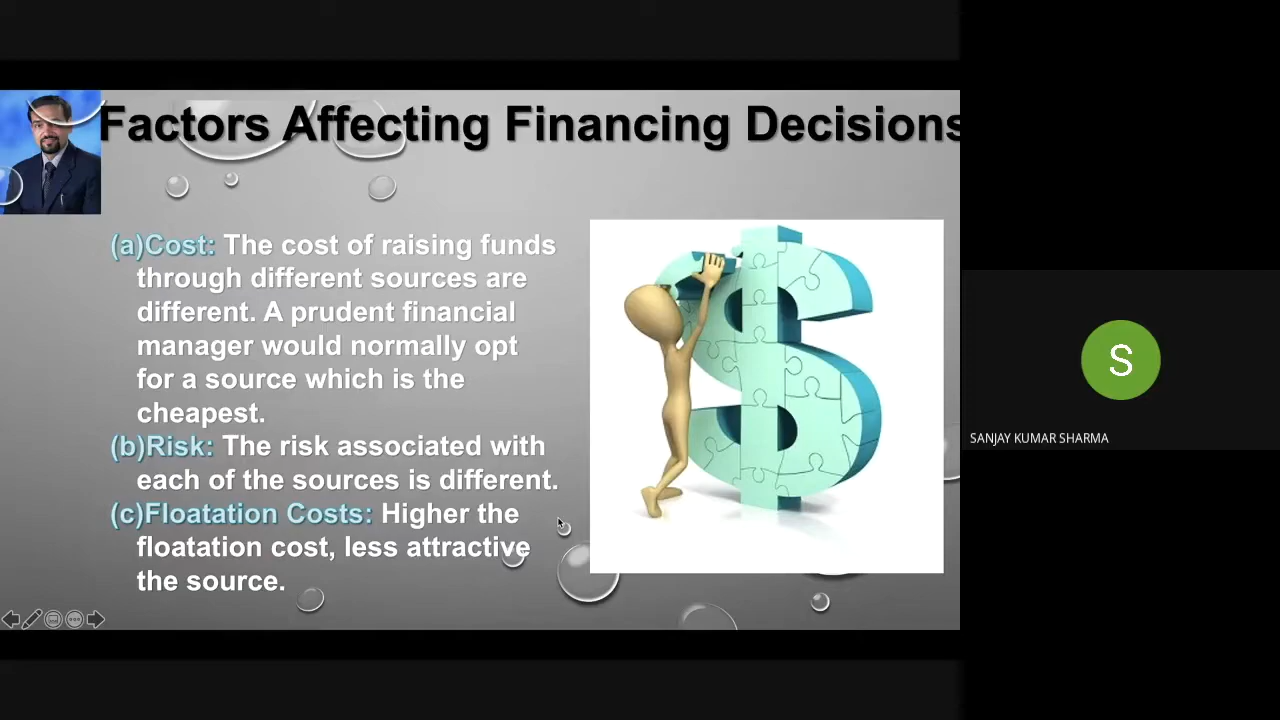 Factors Affecting Financing Decisions
(a)Cost: The cost of raising funds
through different sources are
different. A prudent financial
manager would normally opt
for a source which is the
cheapest.
(b)Risk: The risk associated with
each of the sources is different.
(c)Floatation Costs: Higher the
floatation cost, less attractive
the source.
S
SANJAY KUMAR SHARMA